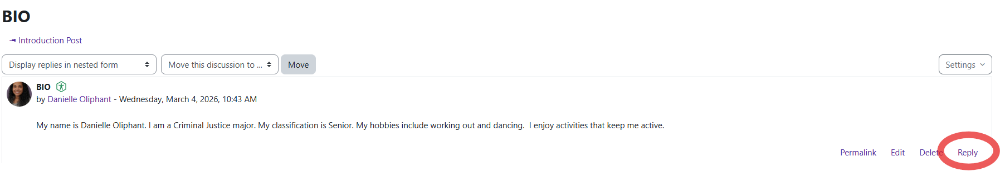 BIO
Introduction Post
Display replies in nested form
Move this discussion to ...
Move
Settings
BIO
by Danielle Oliphant - Wednesday, March 4, 2026, 10:43 AM
My name is Danielle Oliphant. I am a Criminal Justice major. My classification is Senior. My hobbies include working out and dancing.  I enjoy activities that keep me active.
Permalink Edit Delete Reply